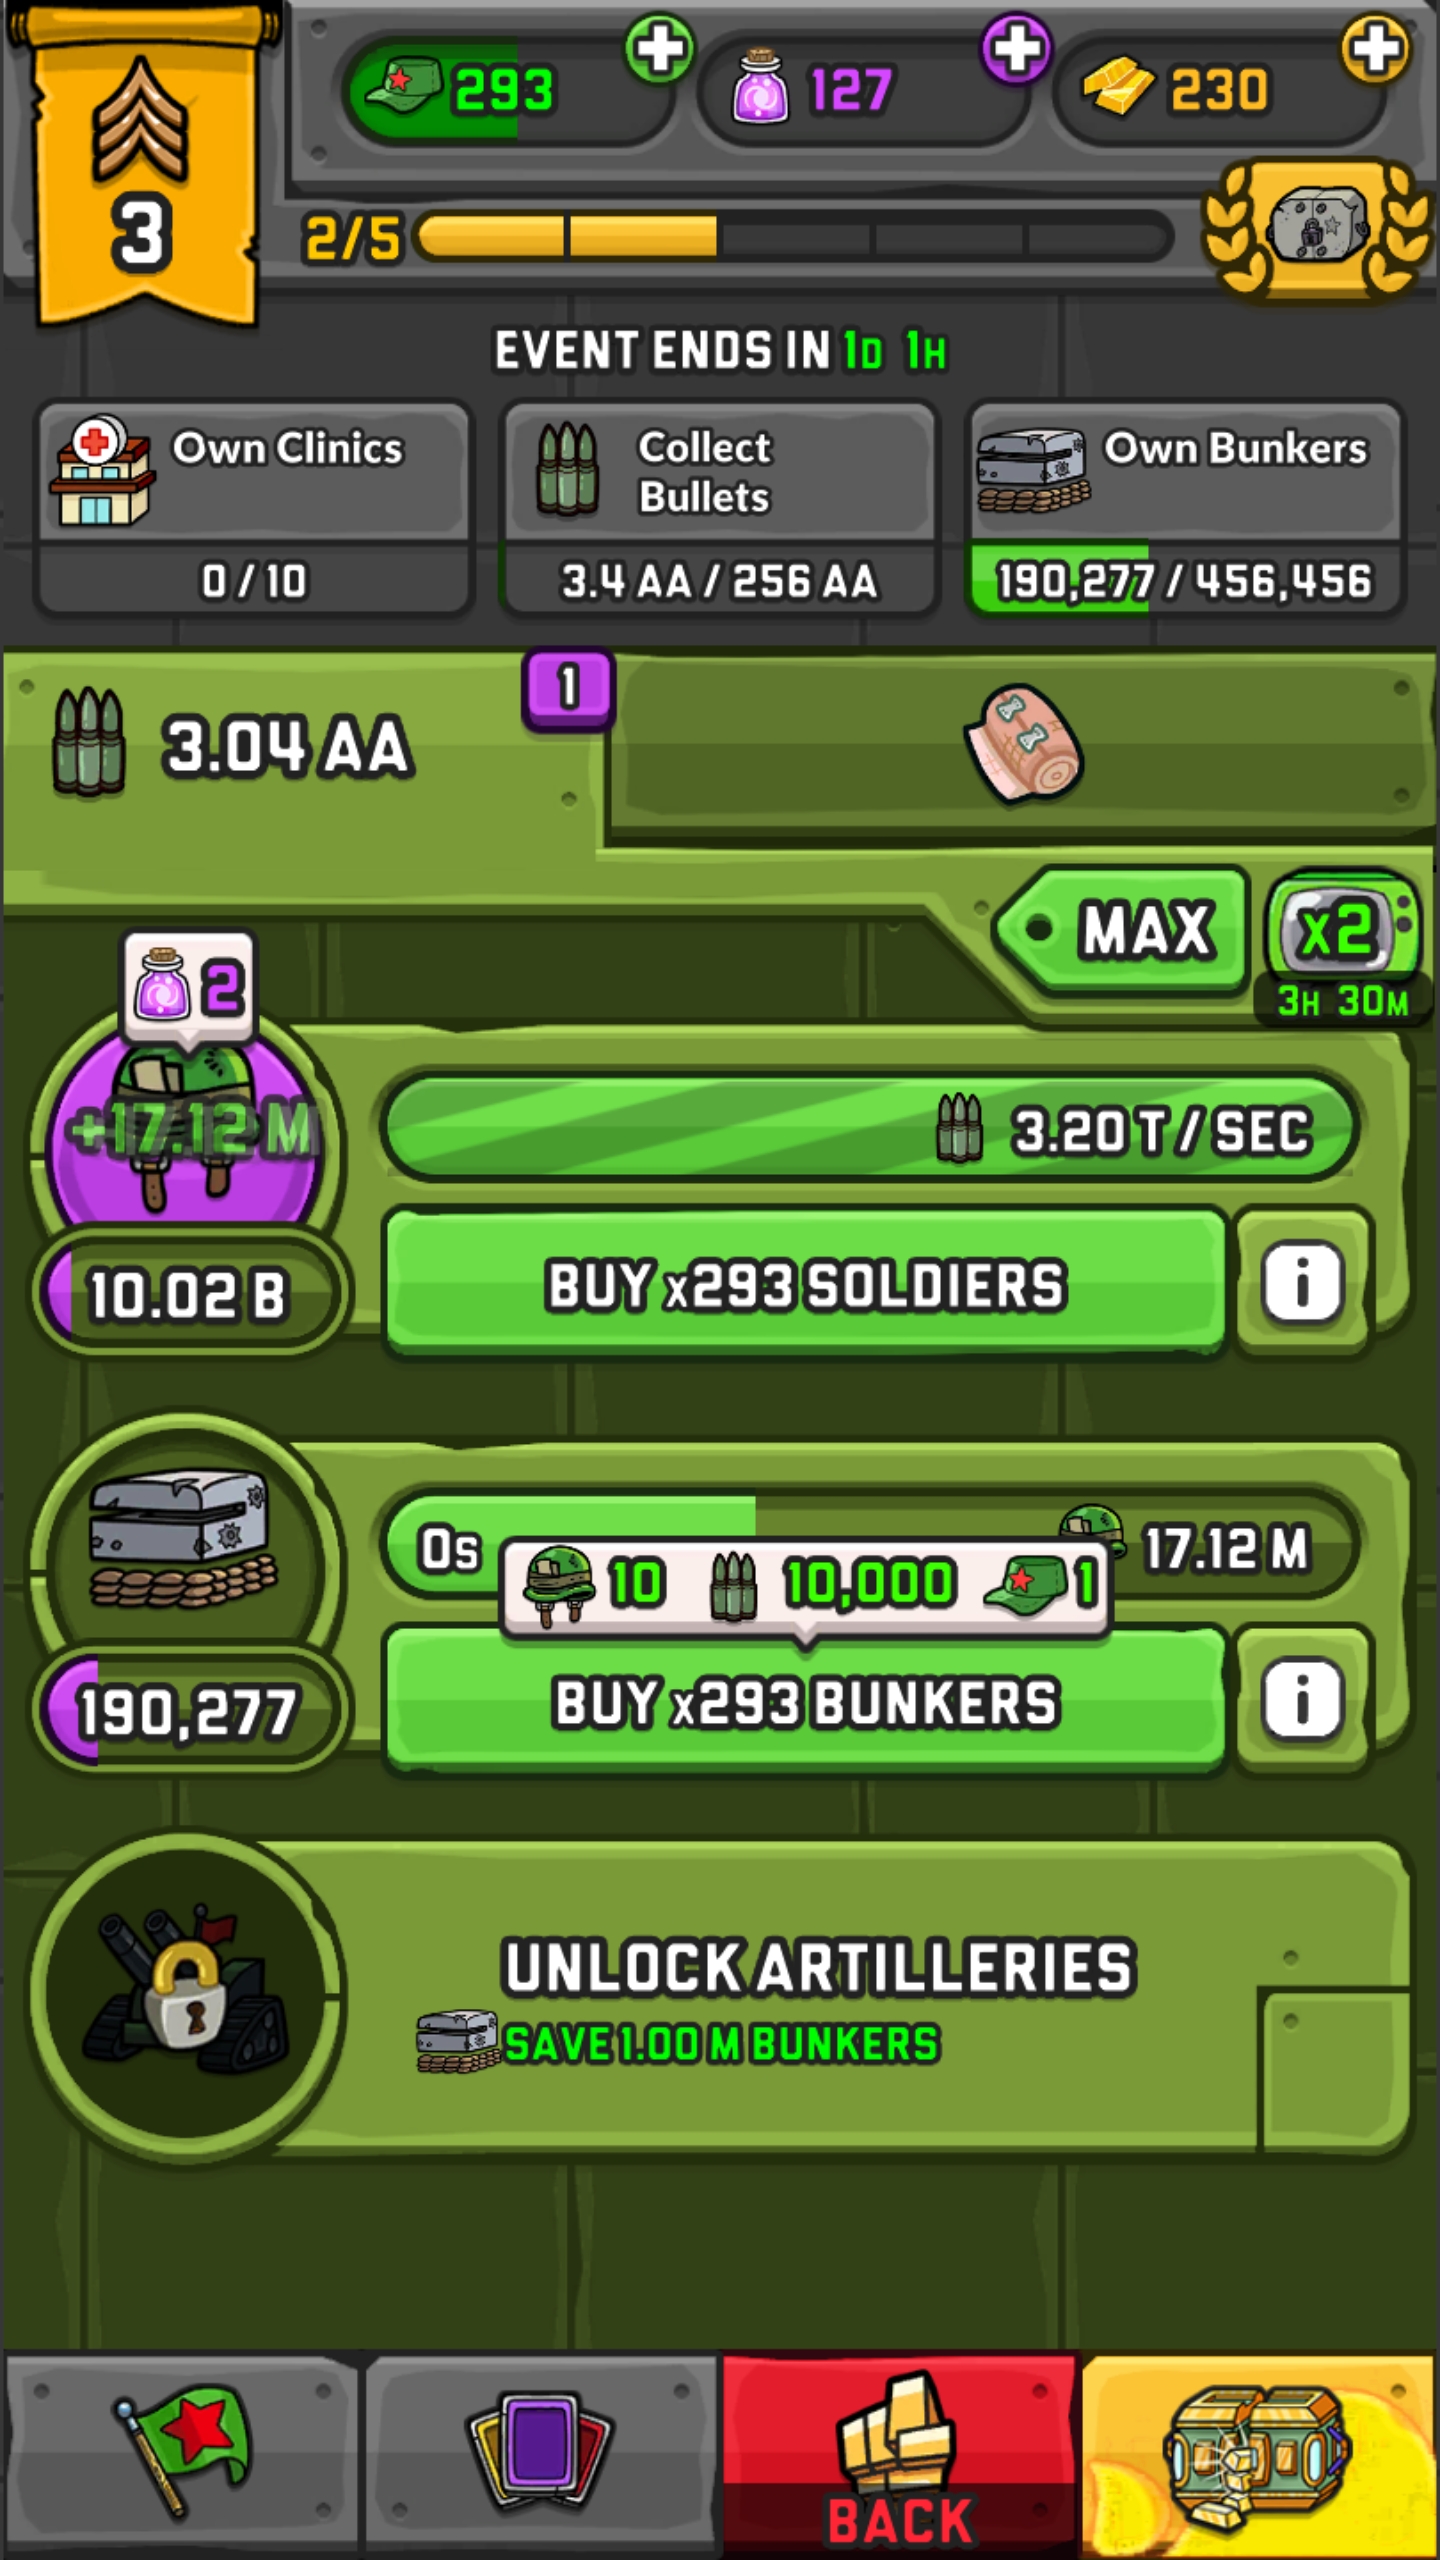 293
127
230
3
2/5
EVENT ENDS IN 1D 1H
Own Clinics
0 / 10
Collect
Bullets
3.4 AA / 256 AA
Own Bunkers
190,277 / 456,456
3.04 AA
1
MAX
x2
3H 30M
2
+17.12 M
3.20 T / SEC
10.02 B
BUY x293 SOLDIERS
0s
17.12 M
10 10,000 1
190,277
BUY x293 BUNKERS
UNLOCK ARTILLERIES
SAVE 1.00 M BUNKERS
BACK